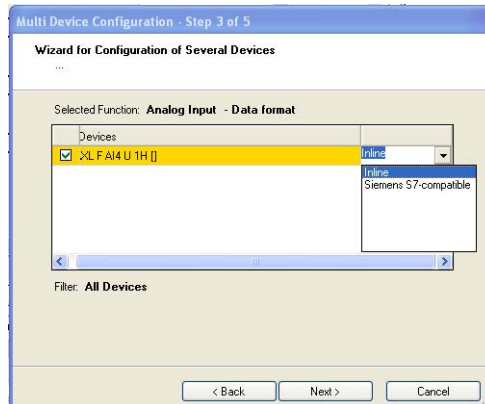 Multi Device Configuration - Step 3 of 5
Wizard for Configuration of Several Devices
...
Selected Function: Analog Input - Data format
Devices
XL F AI4 U 1H []
Inline
Inline
Siemens S7-compatible
Filter: All Devices
< Back
Next >
Cancel